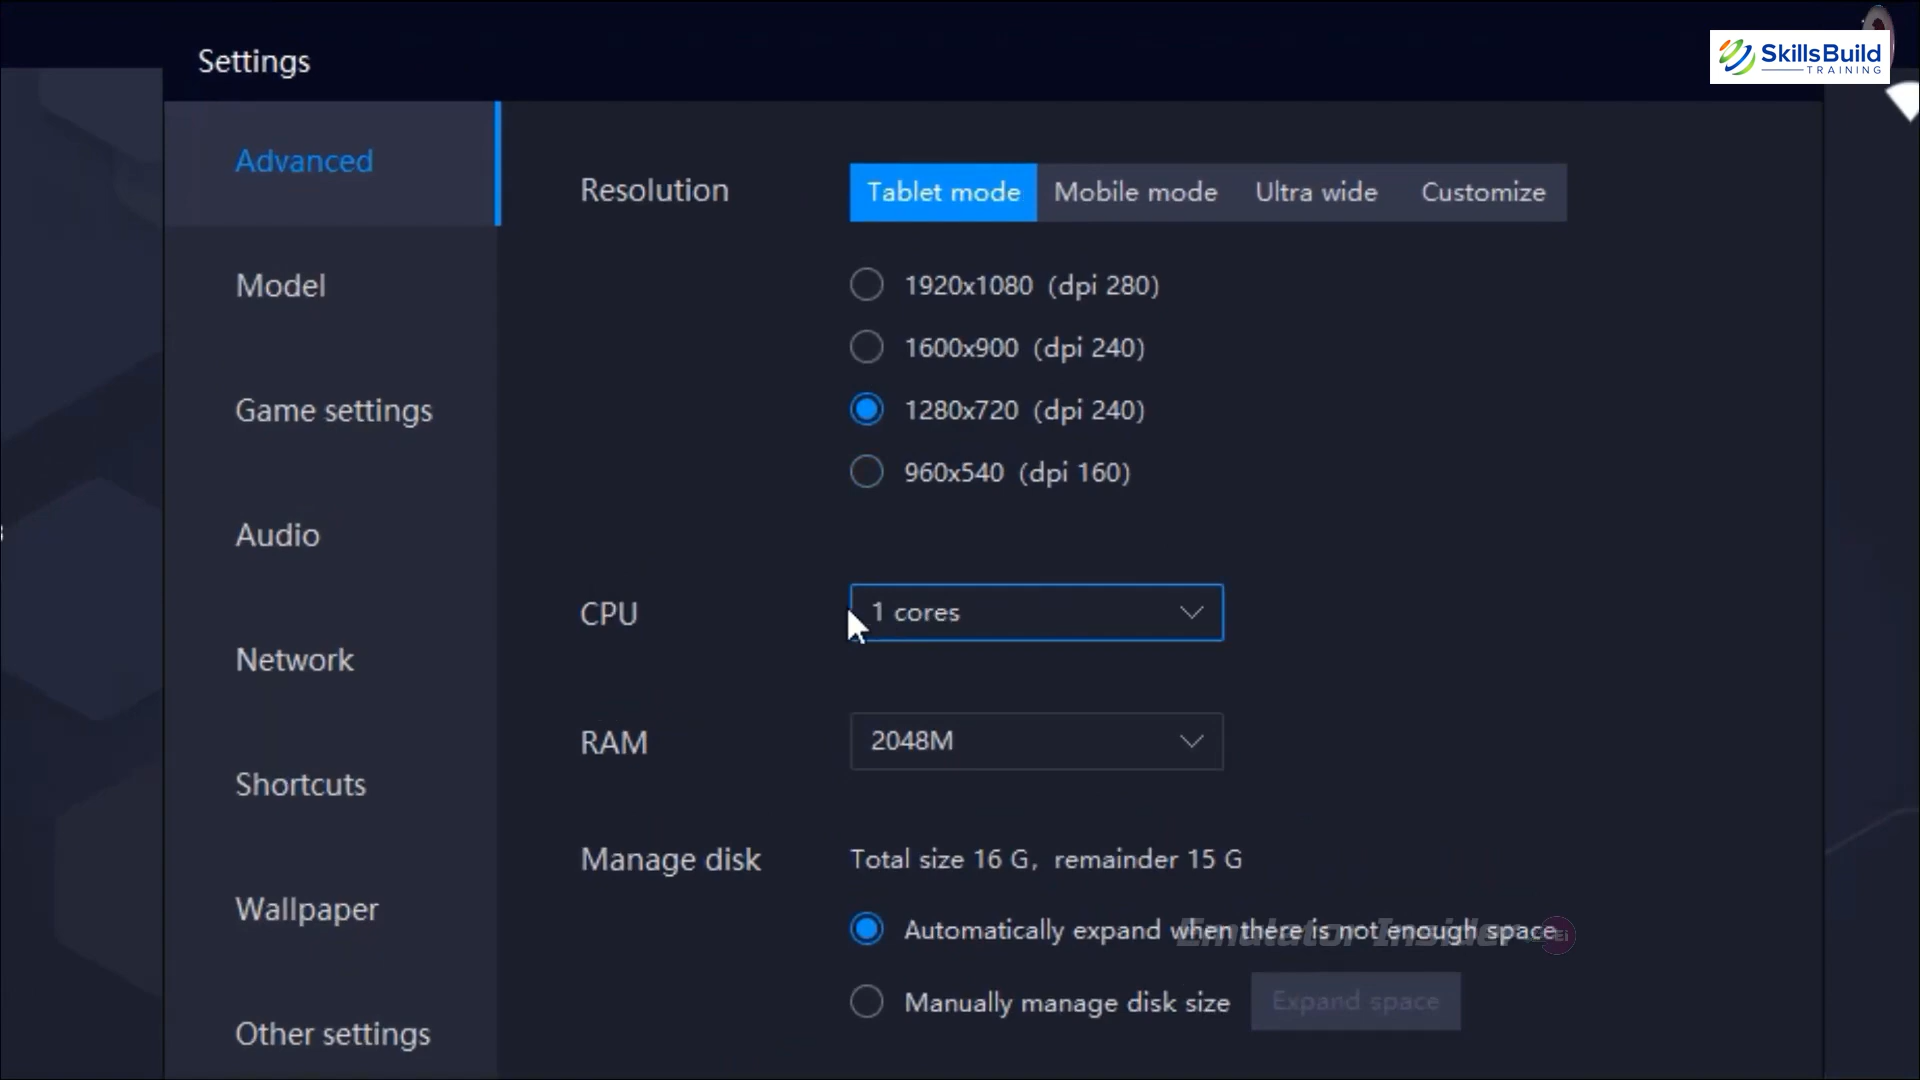 Settings
SkillsBuild
TRAINING
Advanced
Model
Game settings
Audio
Network
Shortcuts
Wallpaper
Other settings
Resolution
Tablet mode Mobile mode Ultra wide Customize
1920x1080 (dpi 280)
1600x900 (dpi 240)
1280x720 (dpi 240)
960x540 (dpi 160)
CPU
1 cores
RAM
2048M
Manage disk
Total size 16 G, remainder 15 G
Automatically expand when there is not enough space
Emulator Insider Ei
Manually manage disk size
Expand space